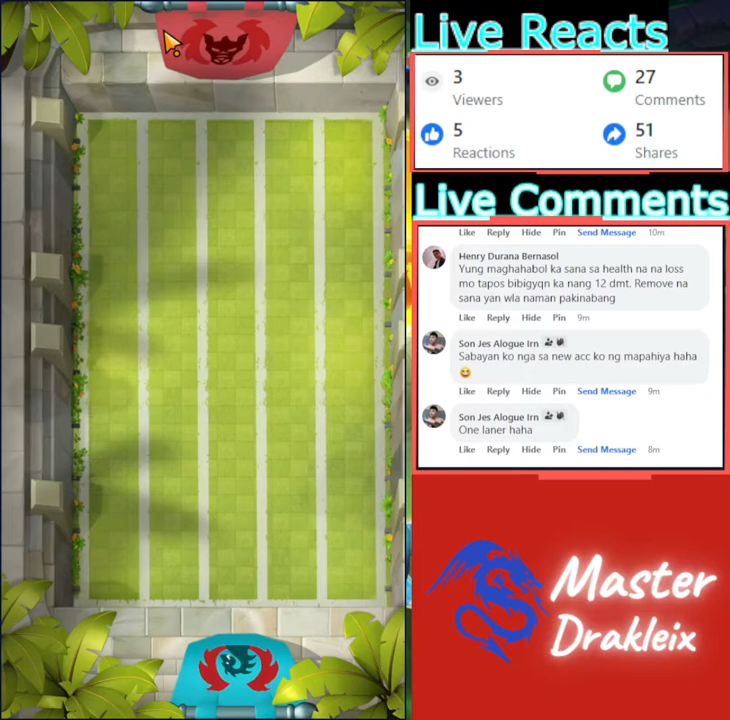 Live Reacts
3
Viewers
27
Comments
5
Reactions
51
Shares
Live Comments
Like Reply Hide Pin Send Message 10m
Henry Durana Bernasol
Yung maghahabol ka sana sa health na na loss
mo tapos bibigyqn ka nang 12 dmt. Remove na
sana yan wla naman pakinabang
Like Reply Hide Pin Send Message 9m
Son Jes Alogue Irn
Sabayan ko nga sa new acc ko ng mapahiya haha
😂
Like Reply Hide Pin Send Message 9m
Son Jes Alogue Irn
One laner haha
Like Reply Hide Pin Send Message 8m
Master
Drakleix